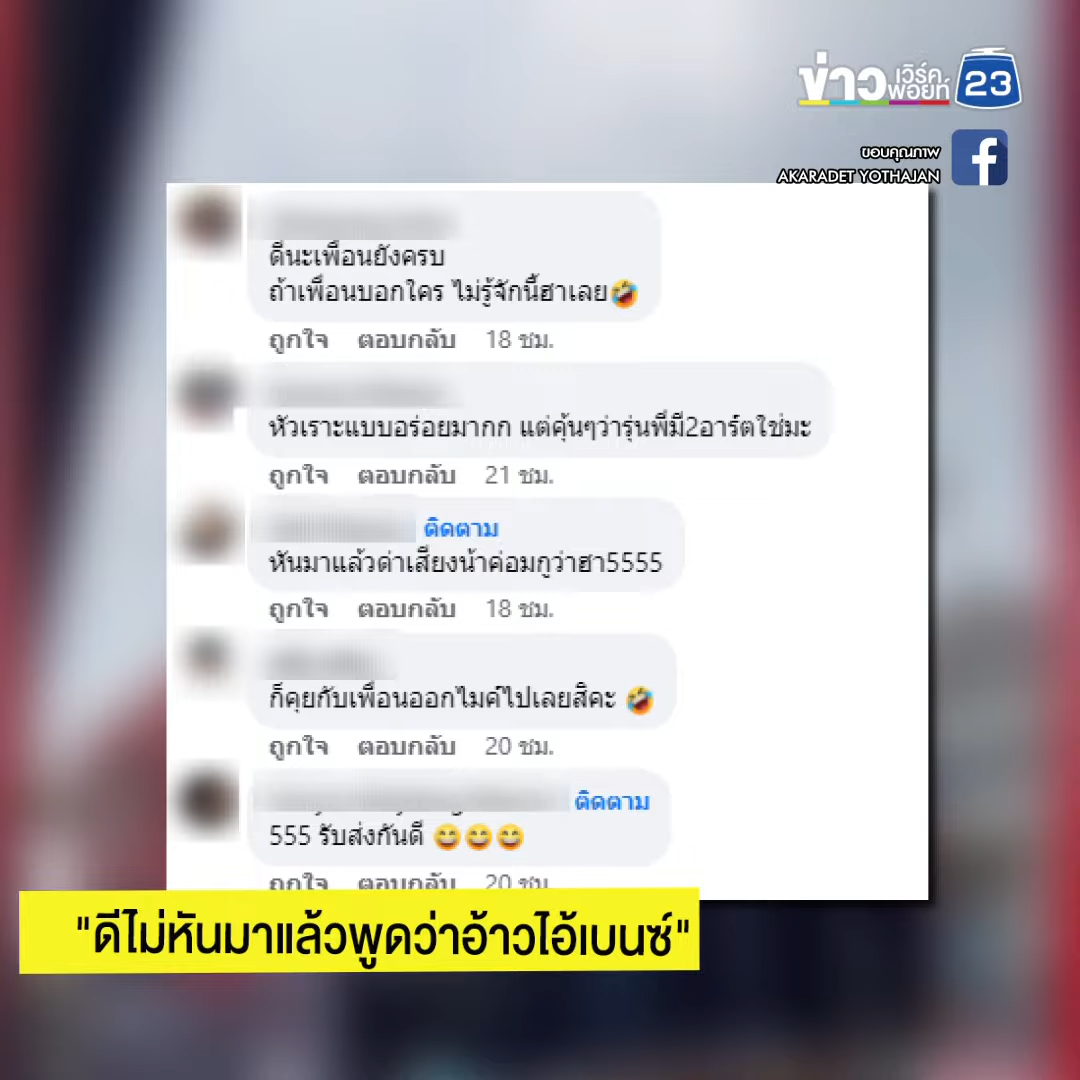 ข่าว เวิร์คพอยท์ 23
ขอบคุณภาพ
AKARADET YOTHAJAN
ดีนะเพื่อนยังครบ
ถ้าเพื่อนบอกใคร ไม่รู้จักนี้ฮาเลย🤣
ถูกใจ ตอบกลับ 18 ชม.
หัวเราะแบบอร่อยมากก แต่คุ้นๆว่ารุ่นพี่มี2อาร์ตใช่มะ
ถูกใจ ตอบกลับ 21 ชม.
ติดตาม
หันมาแล้วด่าเสียงน้าค่อมกูว่าฮา5555
ถูกใจ ตอบกลับ 18 ชม.
ก็คุยกับเพื่อนออกไมค์ไปเลยสิคะ 🤣
ถูกใจ ตอบกลับ 20 ชม.
ติดตาม
555 รับส่งกันดี 😄😄😄
ถูกใจ ตอบกลับ 20 ชม.
"ดีไม่หันมาแล้วพูดว่าอ้าวไอ้เบนซ์"